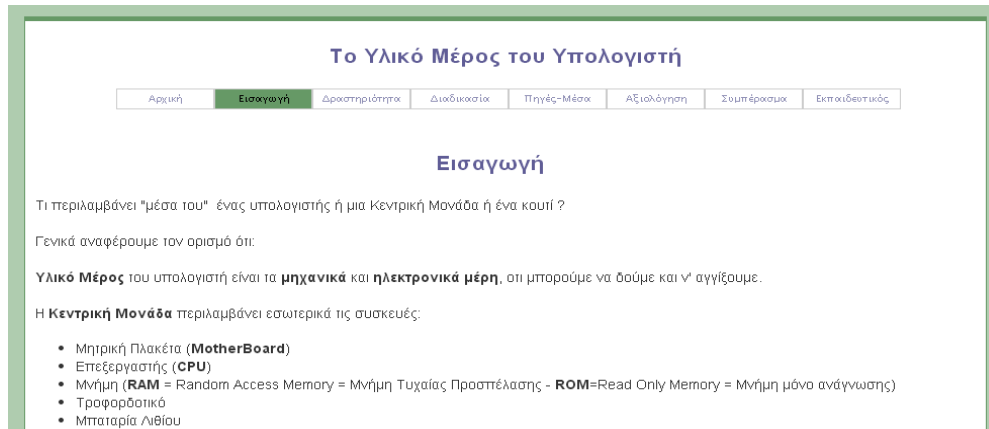 Το Υλικό Μέρος του Υπολογιστή
Αρχική Εισαγωγή Δραστηριότητα Διαδικασία Πηγές-Μέσα Αξιολόγηση Συμπέρασμα Εκπαιδευτικός
Εισαγωγή
Τι περιλαμβάνει "μέσα του" ένας υπολογιστής ή μια Κεντρική Μονάδα ή ένα κουτί ?
Γενικά αναφέρουμε τον ορισμό ότι:
Υλικό Μέρος του υπολογιστή είναι τα μηχανικά και ηλεκτρονικά μέρη, οτι μπορούμε να δούμε και ν' αγγίξουμε.
Η Κεντρική Μονάδα περιλαμβάνει εσωτερικά τις συσκευές:
• Μητρική Πλακέτα (MotherBoard)
• Επεξεργαστής (CPU)
• Μνήμη (RAM = Random Access Memory = Μνήμη Τυχαίας Προσπέλασης - ROM=Read Only Memory = Μνήμη μόνο ανάγνωσης)
• Τροφορδοτικό
• Μπαταρία Λιθίου